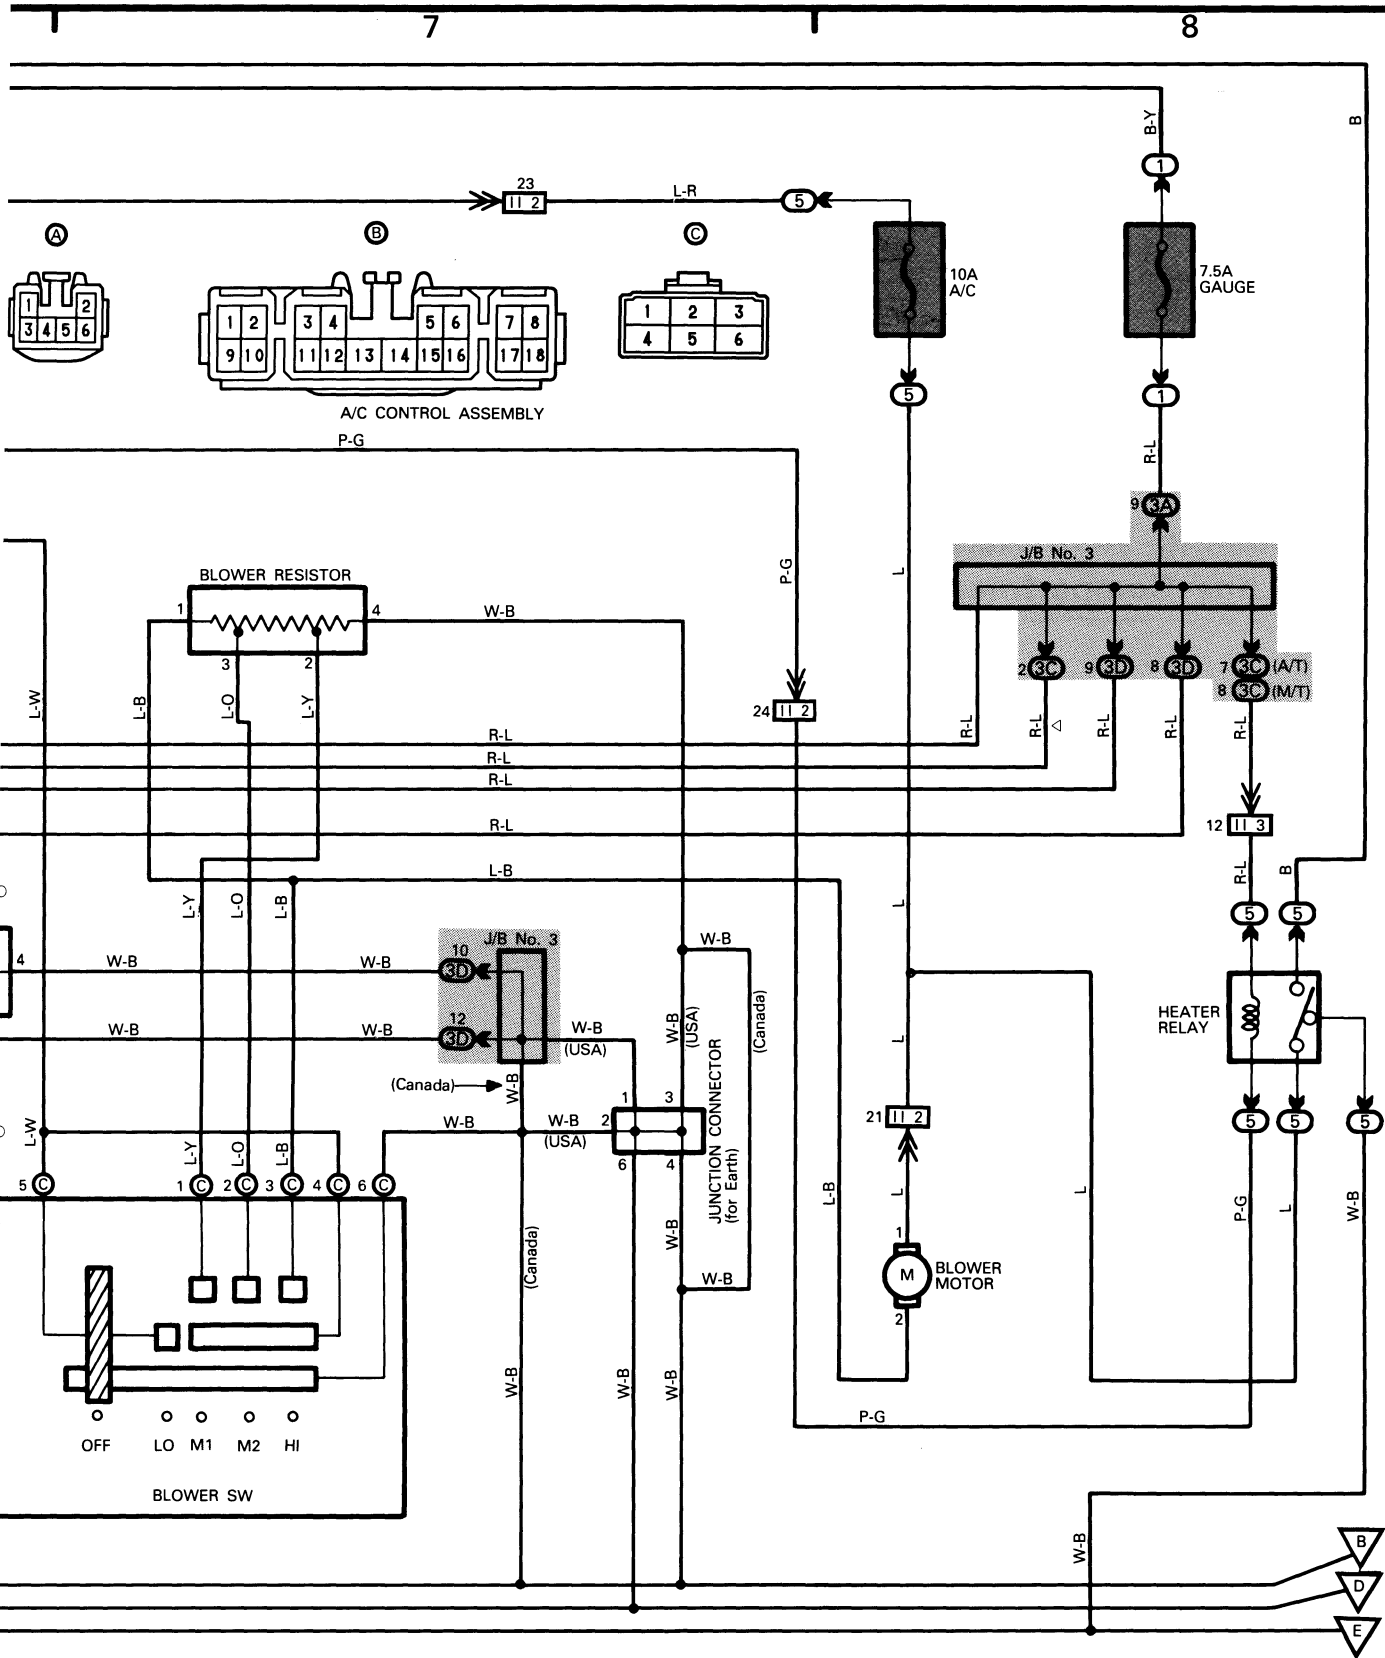 7 8
B-Y
B
1
23
II 2
L-R
5
A B C
10A
A/C
7.5A
GAUGE
1 2
3 4 5 6
1 2 3 4 5 6 7 8
9 10 11 12 13 14 15 16 17 18
1 2 3
4 5 6
5
1
A/C CONTROL ASSEMBLY
P-G
R-L
9 3A
J/B No. 3
P-G
L
BLOWER RESISTOR
1 4
W-B
3 2
2 3C 9 3D 8 3D 7 3C (A/T)
8 3C (M/T)
L-W L-B L-O L-Y
24 II 2
R-L R-L R-L R-L R-L
R-L
R-L
R-L
R-L
12 II 3
L-B
R-L B
L-Y L-O L-B
L
5 5
J/B No. 3
W-B
4
W-B W-B
10
3D
(Canada)
HEATER
RELAY
12
3D
W-B W-B
W-B
(USA)
W-B
(USA)
L
(Canada)
W-B
JUNCTION CONNECTOR
(for Earth)
1 3
2
6 4
W-B
W-B
(USA)
21 II 2
5 5 5
L-W L-Y L-O L-B
5 C 1 C 2 C 3 C 4 C 6 C
W-B
L-B
L
L
P-G L W-B
(Canada)
W-B
1
M
BLOWER
MOTOR
2
W-B W-B W-B
P-G
OFF LO M1 M2 HI
BLOWER SW
W-B
B
D
E